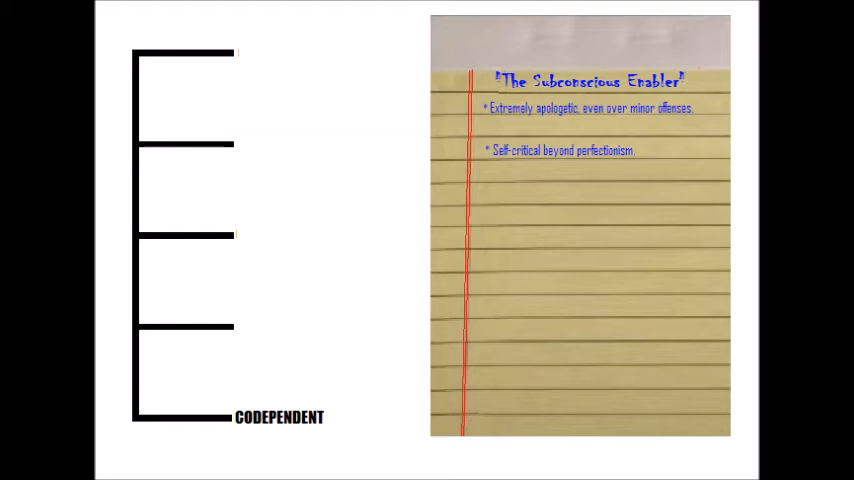 "The Subconscious Enabler"
* Extremely apologetic, even over minor offenses.
* Self-critical beyond perfectionism.
CODEPENDENT